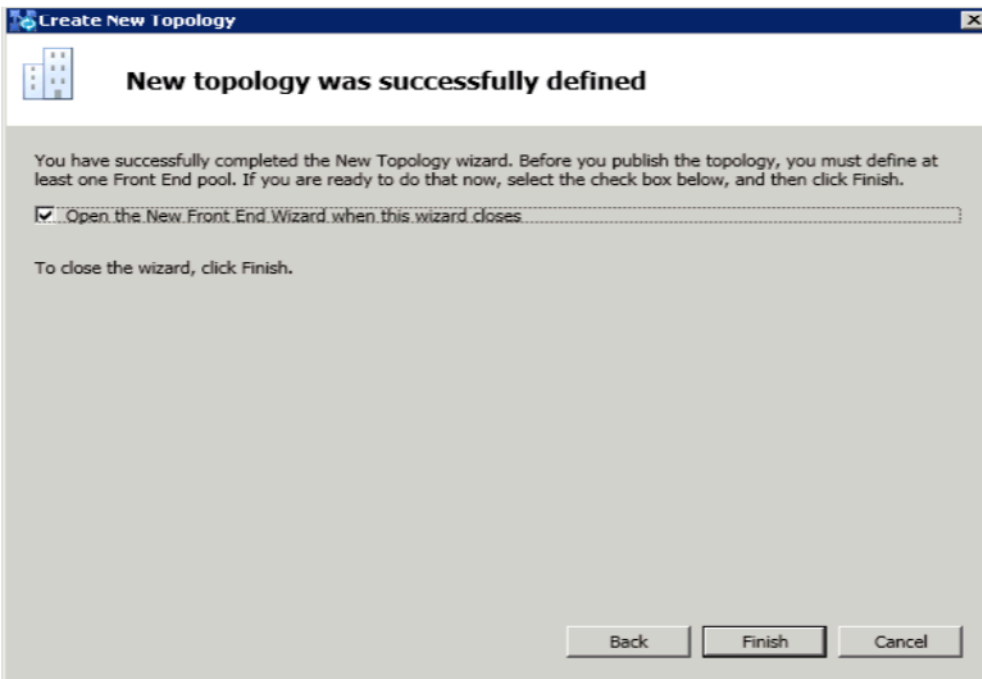 Create New Topology
New topology was successfully defined
You have successfully completed the New Topology wizard. Before you publish the topology, you must define at
least one Front End pool. If you are ready to do that now, select the check box below, and then click Finish.
Open the New Front End Wizard when this wizard closes
To close the wizard, click Finish.
Back Finish Cancel